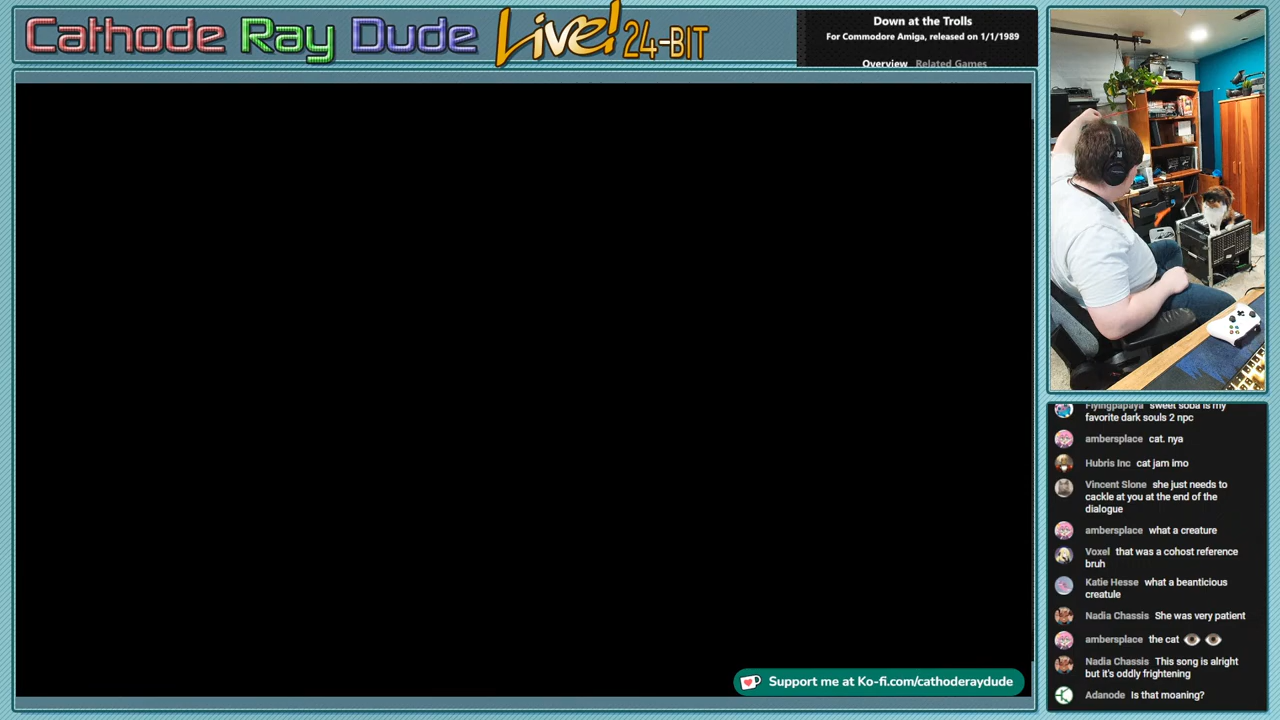 Cathode Ray Dude Live! 24-BIT
Down at the Trolls
For Commodore Amiga, released on 1/1/1989
Overview Related Games
Flyingpapaya sweet soba is my
favorite dark souls 2 npc
ambersplace cat. nya
Hubris Inc cat jam imo
Vincent Slone she just needs to
cackle at you at the end of the
dialogue
ambersplace what a creature
Voxel that was a cohost reference
bruh
Katie Hesse what a beanticious
creatule
Nadia Chassis She was very patient
ambersplace the cat 👁 👁
Nadia Chassis This song is alright
but it's oddly frightening
Adanode Is that moaning?
Support me at Ko-fi.com/cathoderaydude